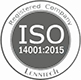 Registered Company
ISO
14001:2015
Lenntech